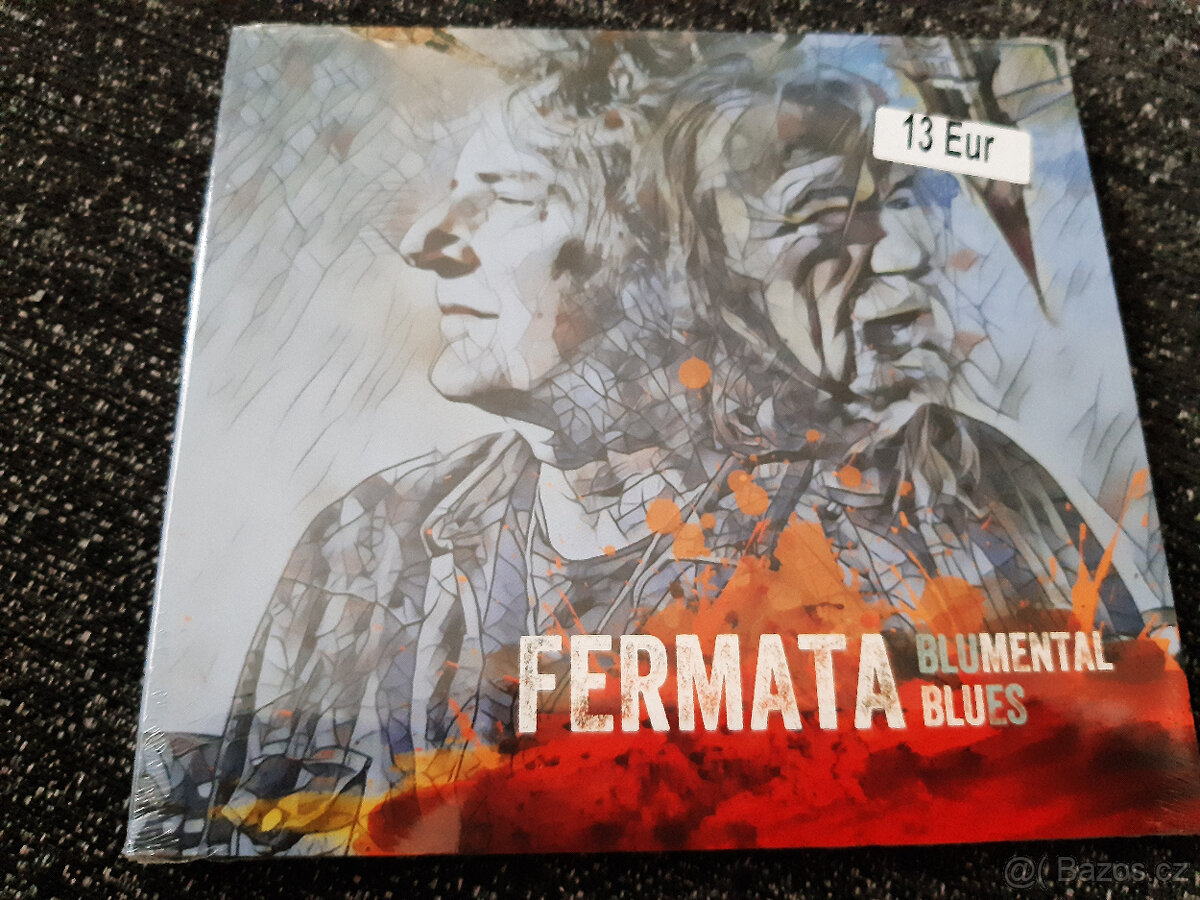 13 Eur
FERMATA
BLUMENTAL
BLUES
@( Bazos.cz